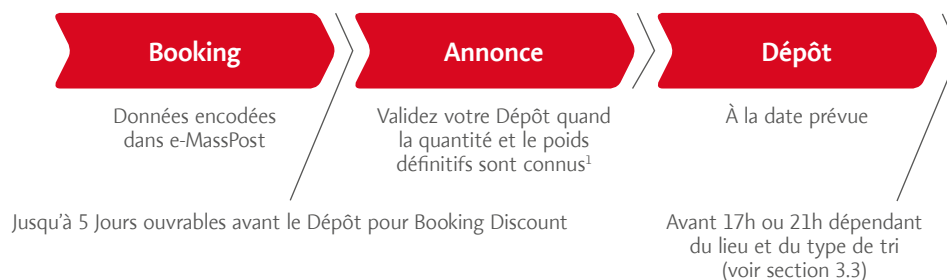 Booking
Données encodées
dans e-MassPost
Annonce
Validez votre Dépôt quand
la quantité et le poids
définitifs sont connus¹
Dépôt
À la date prévue
Jusqu'à 5 Jours ouvrables avant le Dépôt pour Booking Discount
Avant 17h ou 21h dépendant
du lieu et du type de tri
(voir section 3.3)